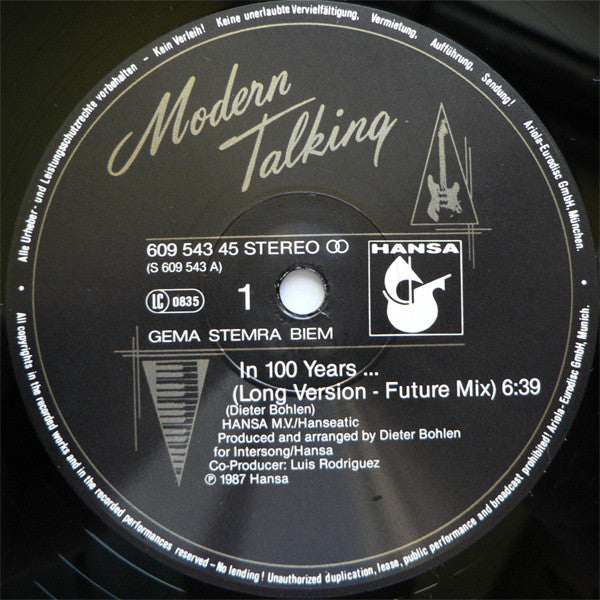 Alle Urheber- und Leistungsschutzrechte vorbehalten - Kein Verleih! Keine unerlaubte Vervielfältigung, Vermietung, Aufführung, Sendung! Ariola-Eurodisc GmbH, München.
Modern
Talking
609 543 45 STEREO
(S 609 543 A)
HANSA
LC 0835
1
GEMA STEMRA BIEM
In 100 Years ...
(Long Version - Future Mix) 6:39
(Dieter Bohlen)
HANSA M.V./Hanseatic
Produced and arranged by Dieter Bohlen
for Intersong/Hansa
Co-Producer: Luis Rodriguez
℗ 1987 Hansa
All copyrights in the recorded works and in the recorded performances reserved - No lending! Unauthorized duplication, lease, public performance and broadcast prohibited! Ariola-Eurodisc GmbH, Munich.